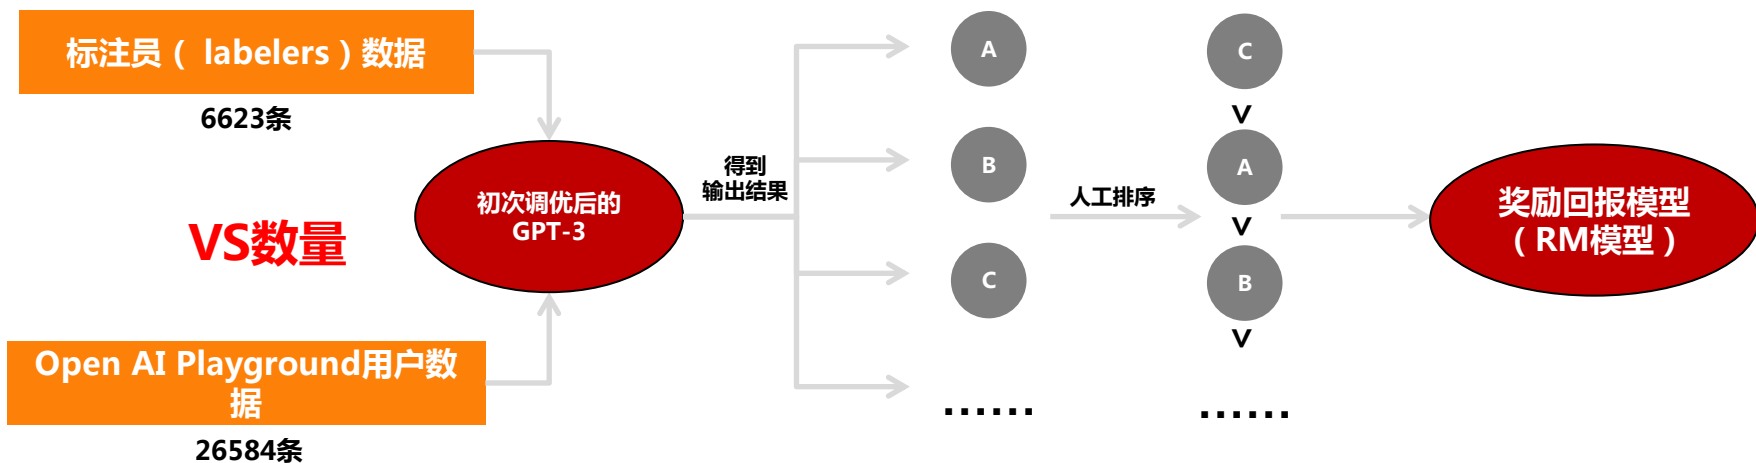 标注员（ labelers）数据
6623条
VS数量
Open AI Playground用户数
据
26584条
初次调优后的
GPT-3
得到
输出结果
A
B
C
......
人工排序
C
>
A
>
B
>
......
奖励回报模型
（RM模型）